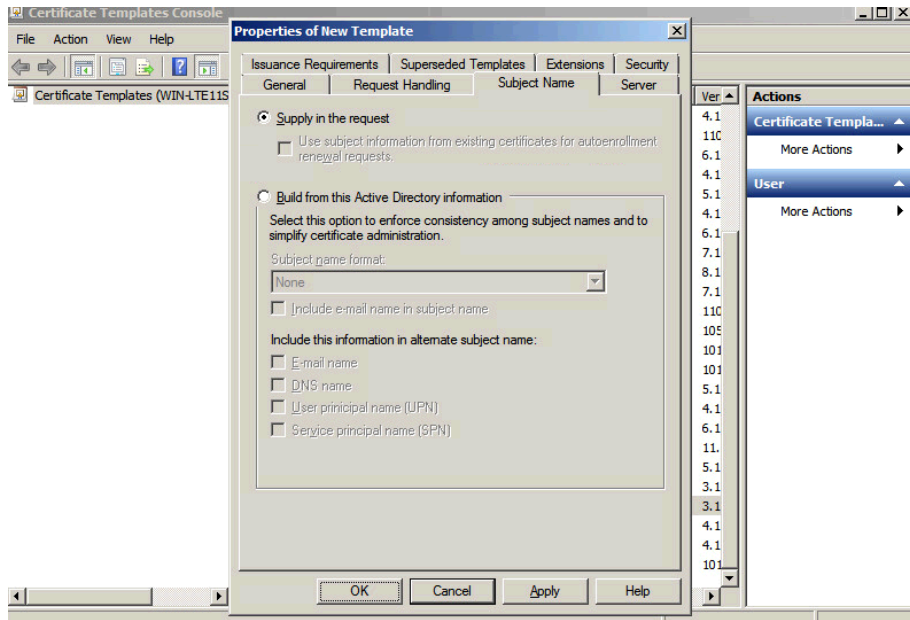 Certificate Templates Console
File Action View Help
Certificate Templates (WIN-LTE11S
Properties of New Template
Issuance Requirements Superseded Templates Extensions Security
General Request Handling Subject Name Server
Supply in the request
Use subject information from existing certificates for autoenrollment
renewal requests.
Build from this Active Directory information
Select this option to enforce consistency among subject names and to
simplify certificate administration.
Subject name format:
None
Include e-mail name in subject name
Include this information in alternate subject name:
E-mail name
DNS name
User prinicipal name (UPN)
Service principal name (SPN)
OK Cancel Apply Help
Ver
4.1
110
6.1
4.1
5.1
4.1
6.1
7.1
8.1
7.1
110
105
101
101
5.1
4.1
6.1
11.
5.1
3.1
3.1
4.1
4.1
101
Actions
Certificate Templa...
More Actions
User
More Actions